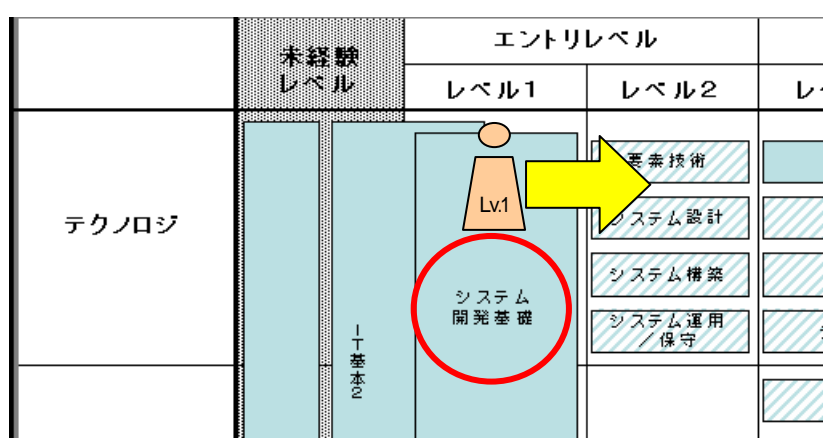 未経験
レベル
エントリレベル
レベル1
レベル2
テクノロジ
Lv.1
要素技術
システム設計
システム構築
システム運用
／保守
システム
開発基礎
IT基本2